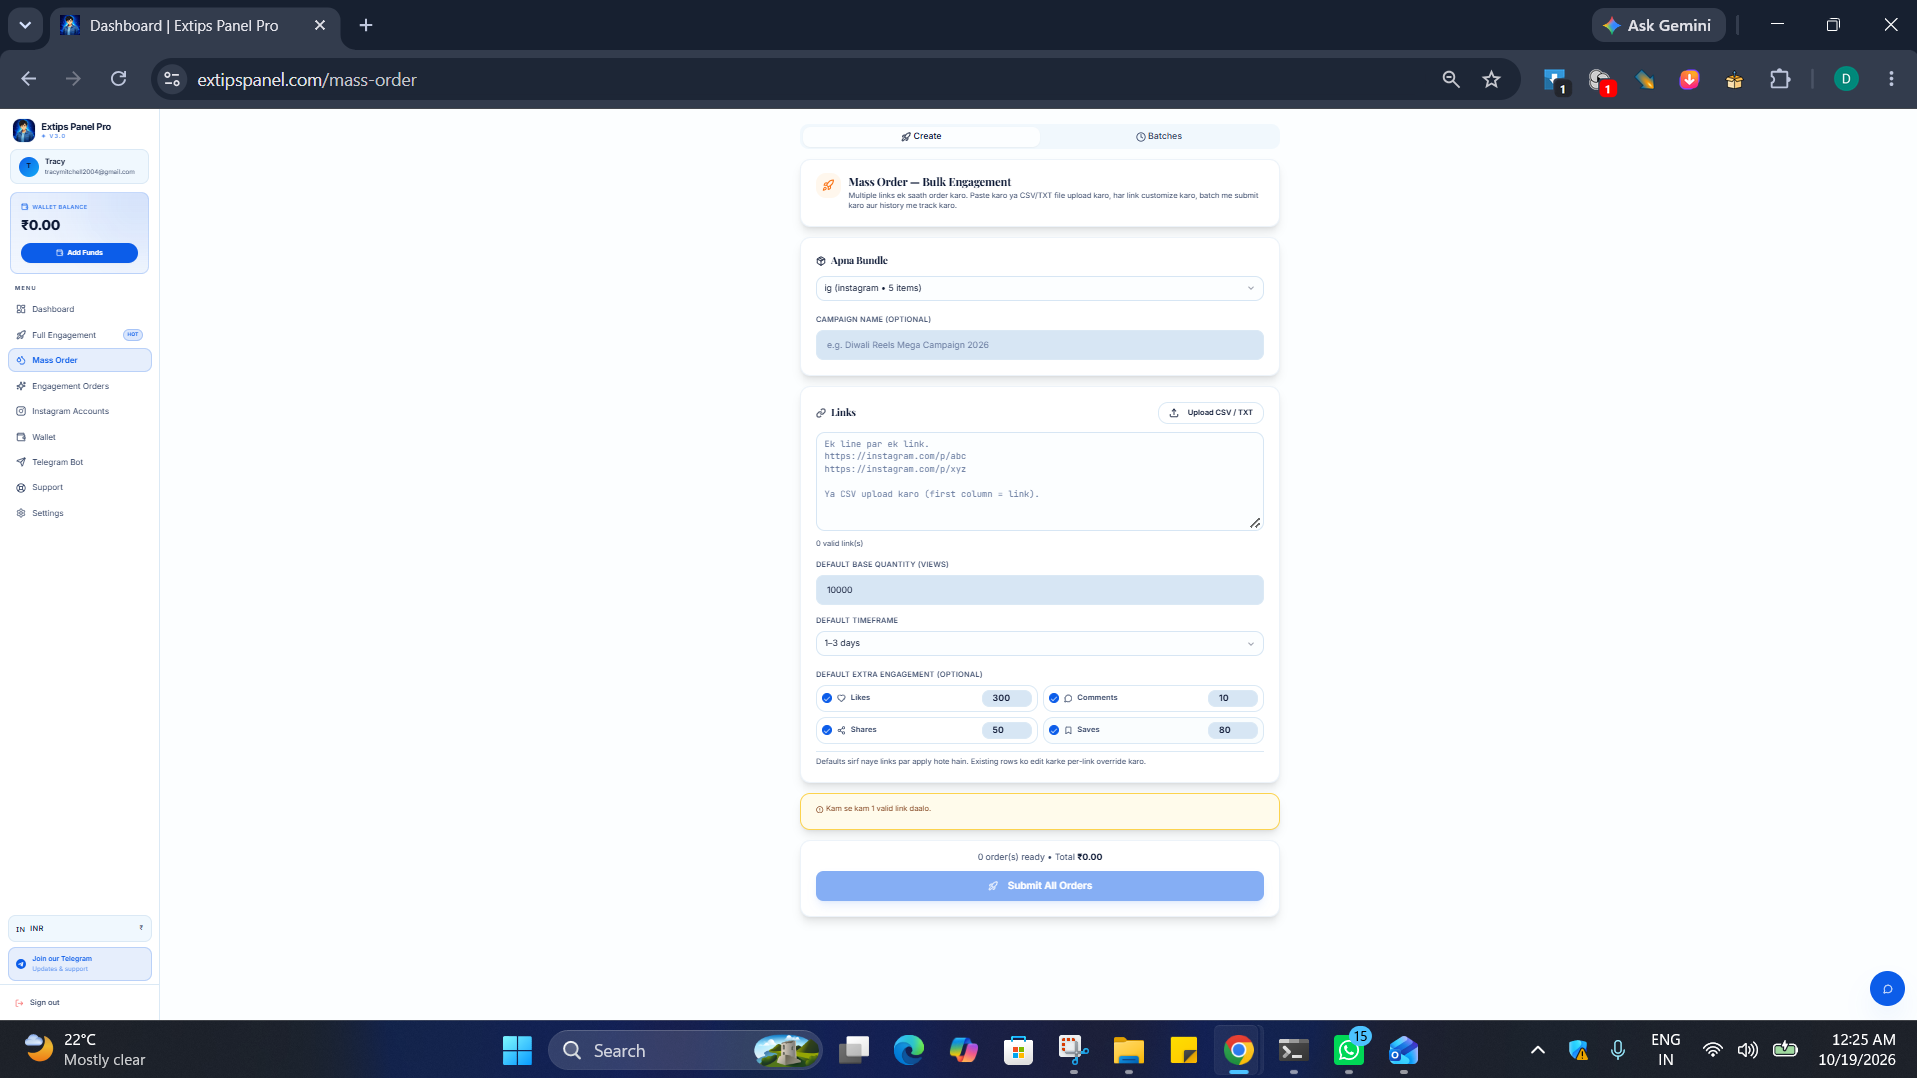 Dashboard | Extips Panel Pro
Ask Gemini
extipspanel.com/mass-order
1
1
D
Extips Panel Pro
V3.0
T
Tracy
tracymitchell2004@gmail.com
WALLET BALANCE
₹0.00
Add Funds
MENU
Dashboard
Full Engagement HOT
Mass Order
Engagement Orders
Instagram Accounts
Wallet
Telegram Bot
Support
Settings
IN INR ₹
Join our Telegram
Updates & support
Sign out
Create
Batches
Mass Order — Bulk Engagement
Multiple links ek saath order karo. Paste karo ya CSV/TXT file upload karo, har link customize karo, batch me submit
karo aur history me track karo.
Apna Bundle
ig (instagram • 5 items)
CAMPAIGN NAME (OPTIONAL)
e.g. Diwali Reels Mega Campaign 2026
Links
Upload CSV / TXT
Ek line par ek link.
https://instagram.com/p/abc
https://instagram.com/p/xyz
Ya CSV upload karo (first column = link).
0 valid link(s)
DEFAULT BASE QUANTITY (VIEWS)
10000
DEFAULT TIMEFRAME
1–3 days
DEFAULT EXTRA ENGAGEMENT (OPTIONAL)
Likes 300
Comments 10
Shares 50
Saves 80
Defaults sirf naye links par apply hote hain. Existing rows ko edit karke per-link override karo.
Kam se kam 1 valid link daalo.
0 order(s) ready • Total ₹0.00
Submit All Orders
22°C
Mostly clear
Search
15
ENG
IN
12:25 AM
10/19/2026